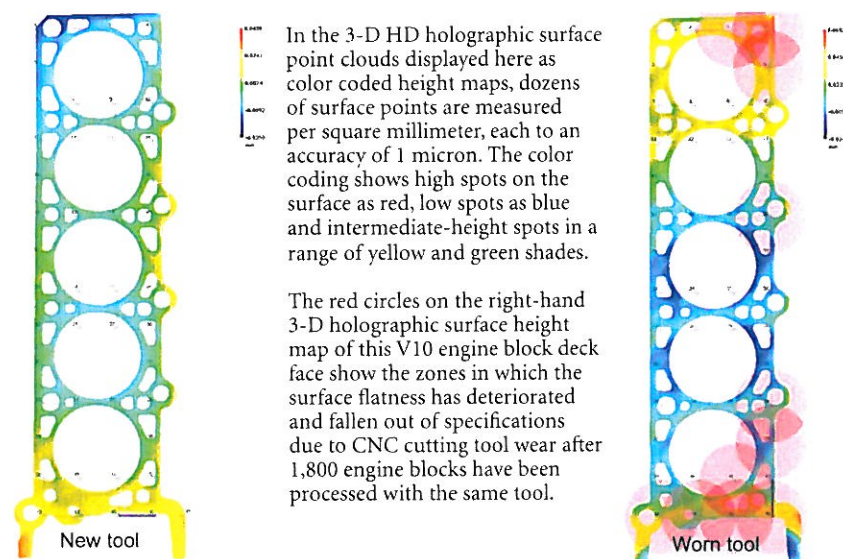 In the 3-D HD holographic surface
point clouds displayed here as
color coded height maps, dozens
of surface points are measured
per square millimeter, each to an
accuracy of 1 micron. The color
coding shows high spots on the
surface as red, low spots as blue
and intermediate-height spots in a
range of yellow and green shades.
The red circles on the right-hand
3-D holographic surface height
map of this V10 engine block deck
face show the zones in which the
surface flatness has deteriorated
and fallen out of specifications
due to CNC cutting tool wear after
1,800 engine blocks have been
processed with the same tool.
New tool
Worn tool